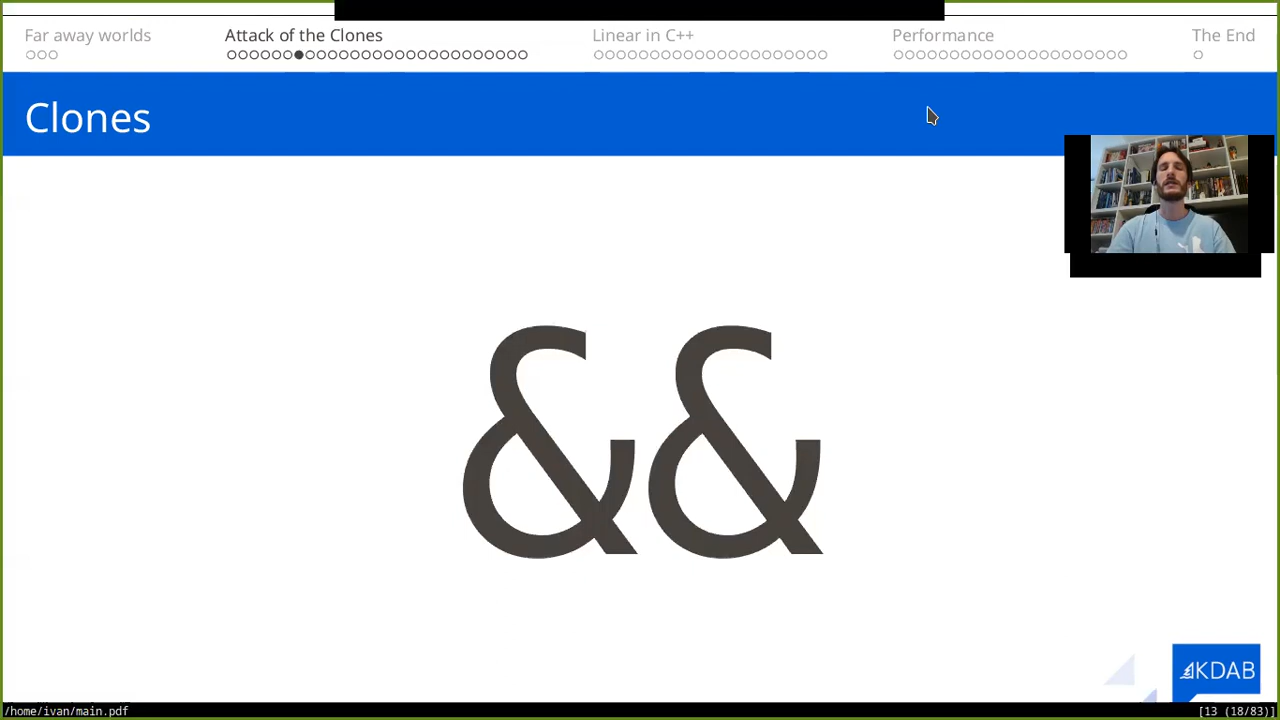 Far away worlds
Attack of the Clones
Linear in C++
Performance
The End
Clones
&&
KDAB
/home/ivan/main.pdf
[13 (18/83)]